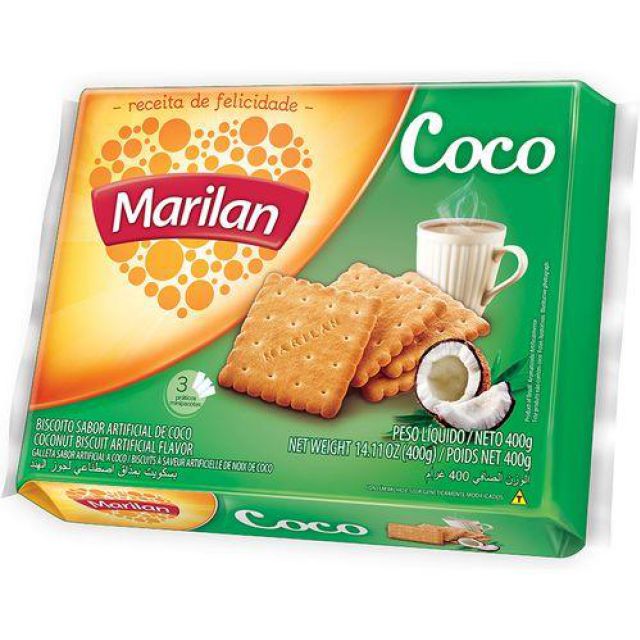 - receita de felicidade -
Marilan
Coco
MARILAN
3
práticos
minipacotes
BISCOITO SABOR ARTIFICIAL DE COCO
COCONUT BISCUIT ARTIFICIAL FLAVOR
GALLETA SABOR ARTIFICIAL A COCO / BISCUITS À SAVEUR ARTIFICIELLE DE NOIX DE COCO
بسكويت بمذاق اصطناعي لجوز الهند
PESO LÍQUIDO / NETO 400g
NET WEIGHT 14.11 OZ (400g) / POIDS NET 400g
الوزن الصافي 400 غرام
Marilan
Coco